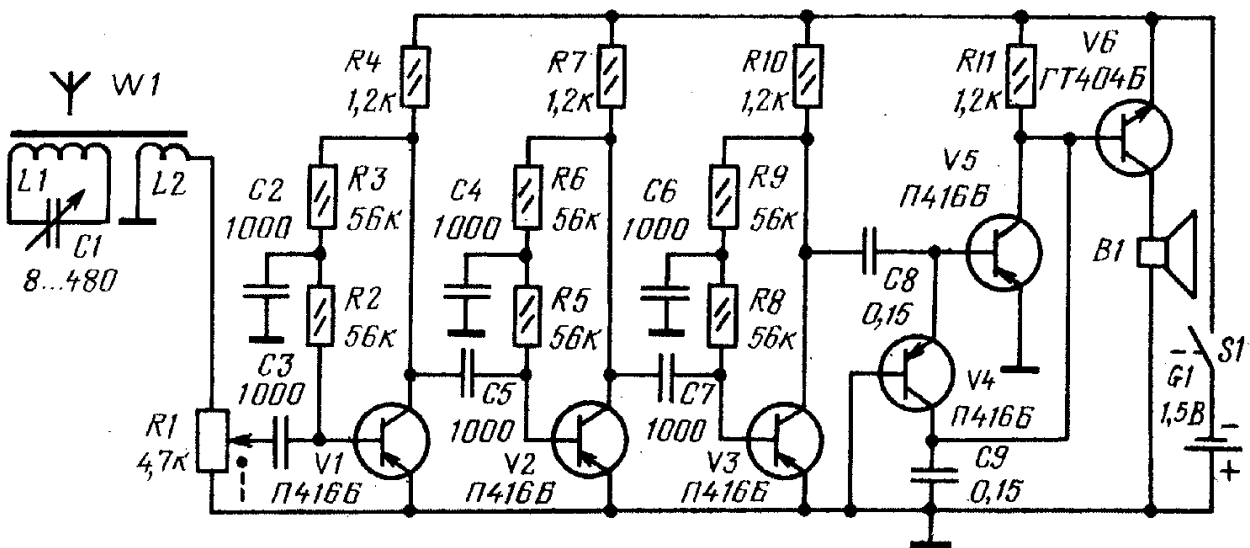 W1
L1
L2
C1
8...480
R1
4,7к
C2
1000
C3
1000
R3
56к
R2
56к
R4
1,2к
V1
П416Б
C4
1000
R6
56к
R5
56к
C5
1000
R7
1,2к
V2
П416Б
C6
1000
R9
56к
R8
56к
C7
1000
R10
1,2к
V3
П416Б
C8
0,15
V5
П416Б
V4
П416Б
C9
0,15
R11
1,2к
V6
ГТ404Б
B1
S1
G1
1,5В
−
+